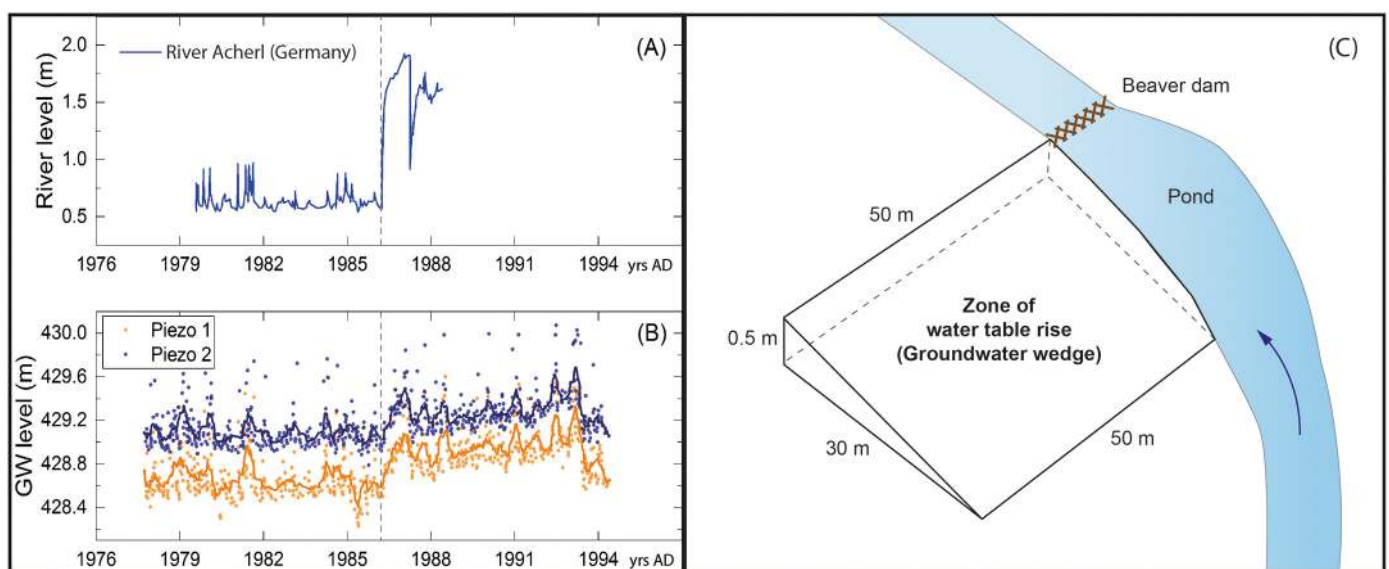 (A)
River Acherl (Germany)
River level (m)
2.0
1.5
1.0
0.5
1976 1979 1982 1985 1988 1991 1994 yrs AD
(B)
Piezo 1
Piezo 2
GW level (m)
430.0
429.6
429.2
428.8
428.4
1976 1979 1982 1985 1988 1991 1994 yrs AD
(C)
Beaver dam
Pond
50 m
Zone of
water table rise
(Groundwater wedge)
0.5 m
30 m
50 m